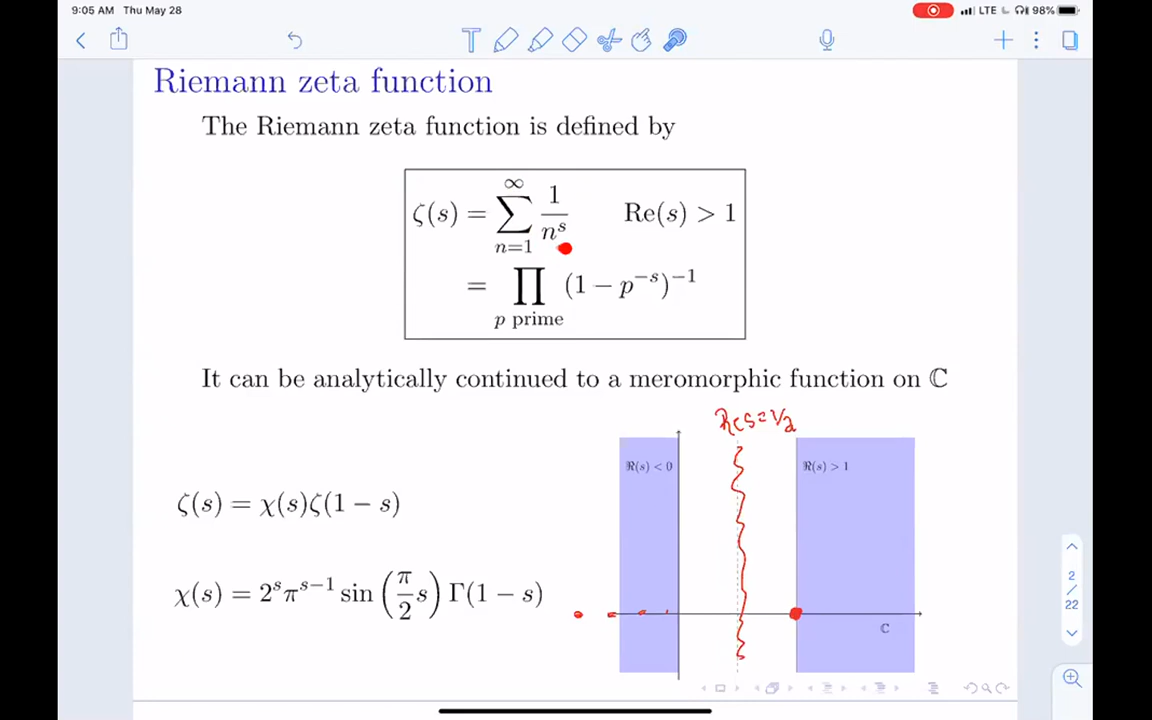 9:05 AM Thu May 28
LTE 98%
Riemann zeta function
The Riemann zeta function is defined by
ζ(s) = ∑_{n=1}^{∞} 1/n^s Re(s) > 1
= ∏_{p prime} (1 − p^{−s})^{−1}
It can be analytically continued to a meromorphic function on ℂ
Re s = 1/2
ℜ(s) < 0
ℜ(s) > 1
ζ(s) = χ(s)ζ(1 − s)
χ(s) = 2^s π^{s−1} sin (π/2 s) Γ(1 − s)
ℂ
2
/
22